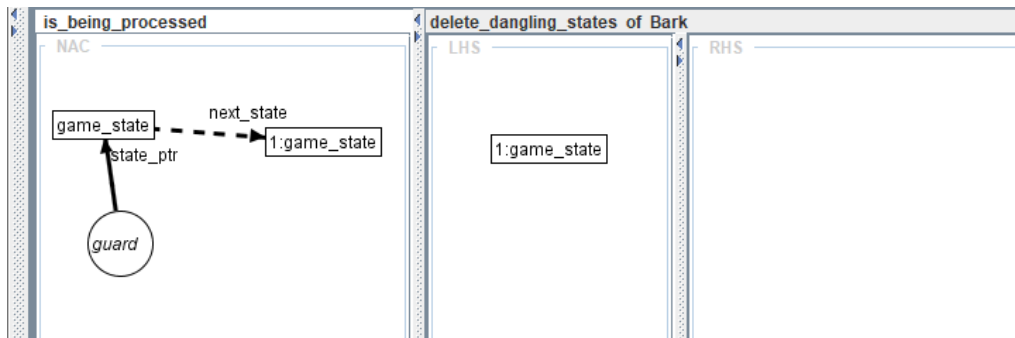 is_being_processed
delete_dangling_states of Bark
NAC
LHS
RHS
next_state
game_state
1:game_state
1:game_state
state_ptr
guard